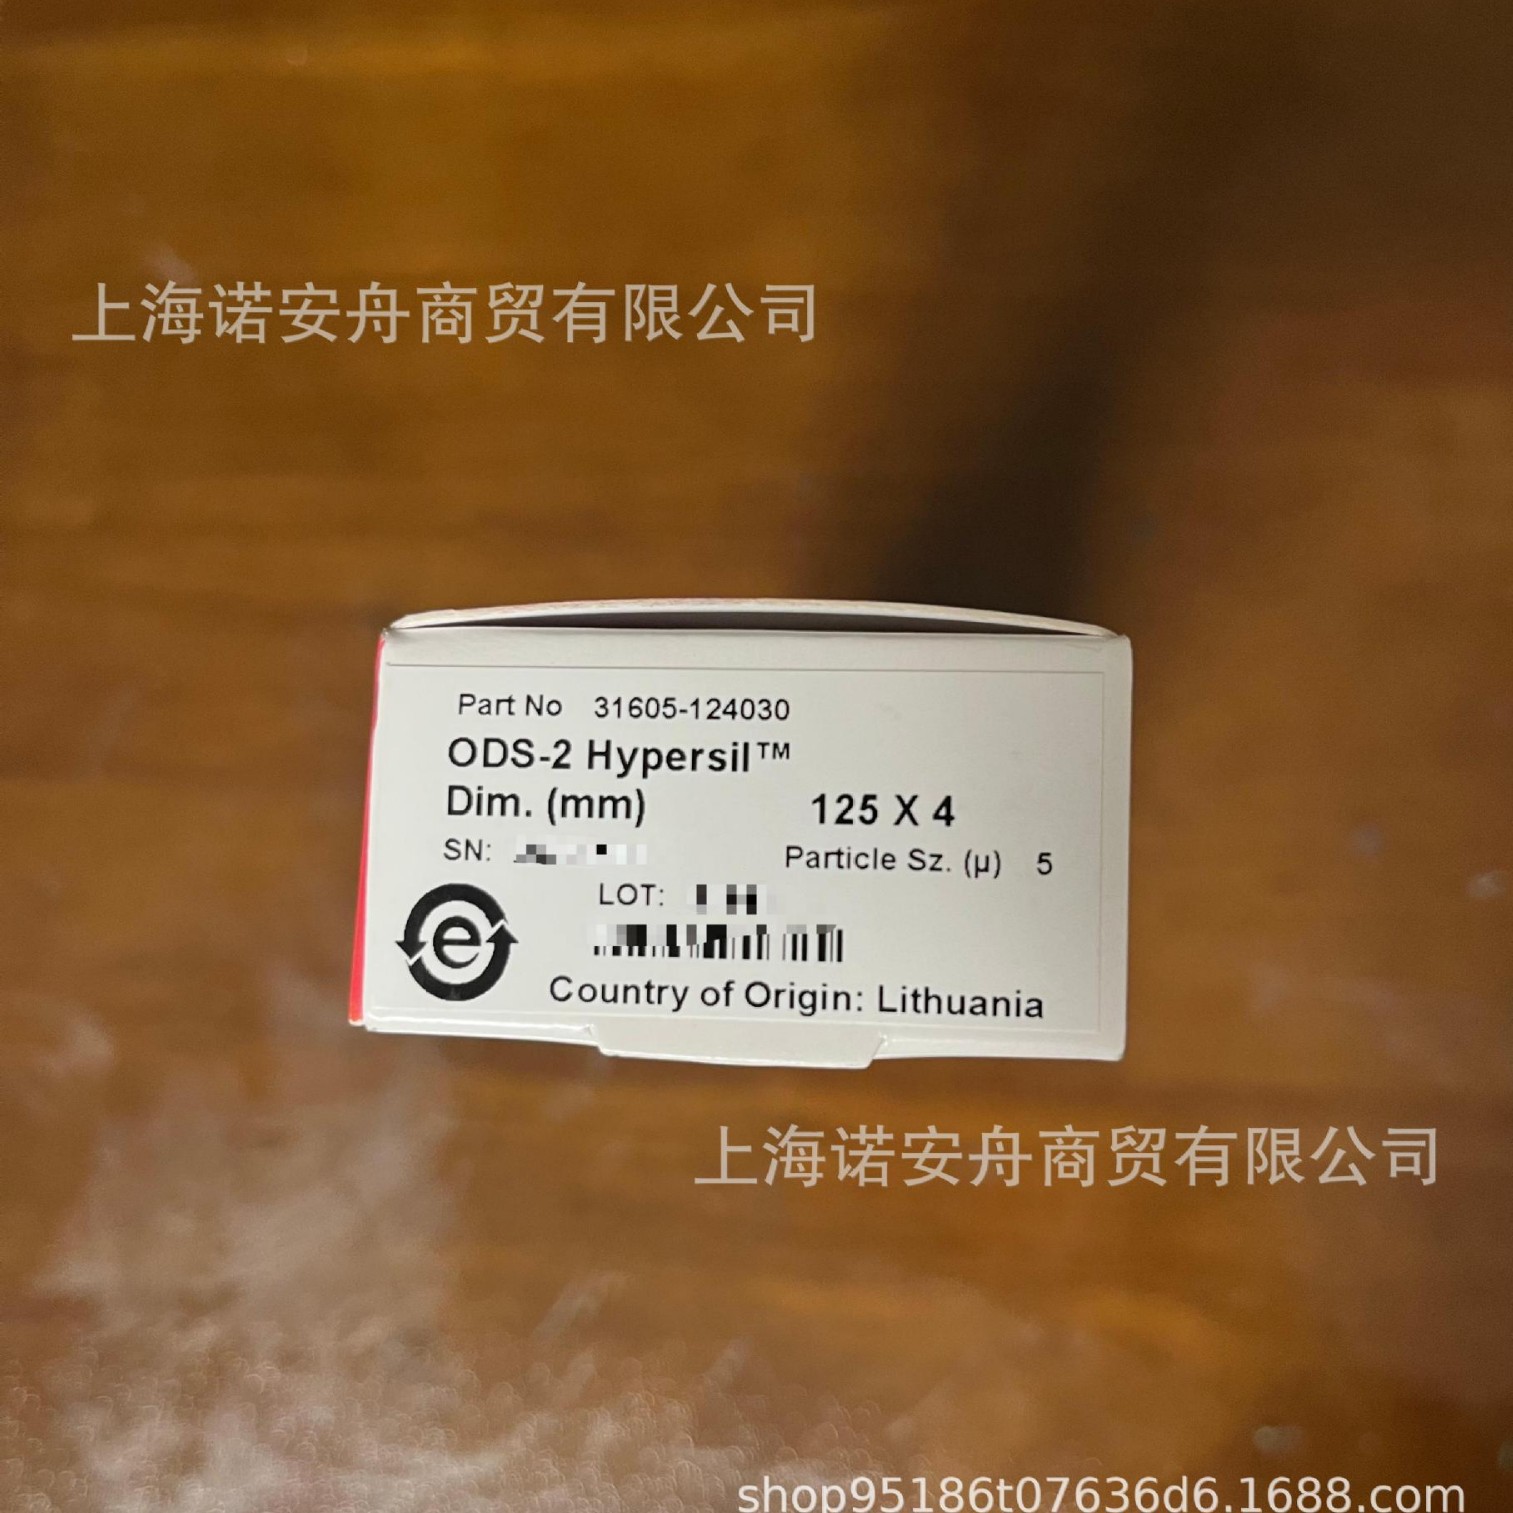 上海诺安舟商贸有限公司
Part No 31605-124030
ODS-2 Hypersil™
Dim. (mm) 125 X 4
SN:
Particle Sz. (μ) 5
LOT:
e
Country of Origin: Lithuania
上海诺安舟商贸有限公司
shop95186t07636d6.1688.com